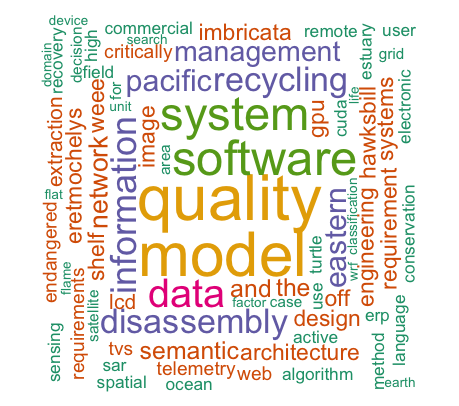 device
commercial
imbricata
remote
user
domain
recovery
decision
high
search
critically
management
estuary
grid
field
for
unit
pacific
recycling
extraction
eretmochelys
weee
network
image
area
system
gpu
cuda
life
hawksbill
systems
electronic
software
information
quality
model
flat
endangered
shelf
eastern
classification
wrf
engineering
requirement
conservation
turtle
flame
satellite
lcd
data
and the
factor case
use
off
sensing
requirements
disassembly
design
erp
active
method
language
tvs
semantic
architecture
sar
telemetry
web
algorithm
spatial
ocean
earth